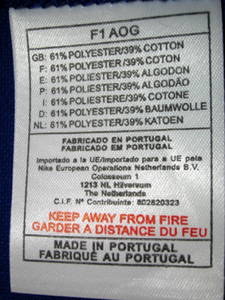 F1 AOG
GB: 61% POLYESTER/39% COTTON
F: 61% POLYESTER/39% COTON
E: 61% POLIESTER/39% ALGODON
P: 61% POLIESTER/39% ALGODÃO
I: 61% POLIESTERE/39% COTONE
D: 61% POLYESTER/39% BAUMWOLLE
NL: 61% POLYESTER/39% KATOEN
FABRICADO EN PORTUGAL
FABRICADO EM PORTUGAL
Importado a la UE/Importado para a UE pela
Nike European Operations Netherlands B.V.
Colosseum 1
1213 NL Hilversum
The Netherlands
C.I.F. Nº Contribuinte: 802820323
KEEP AWAY FROM FIRE
GARDER A DISTANCE DU FEU
MADE IN PORTUGAL
FABRIQUÉ AU PORTUGAL